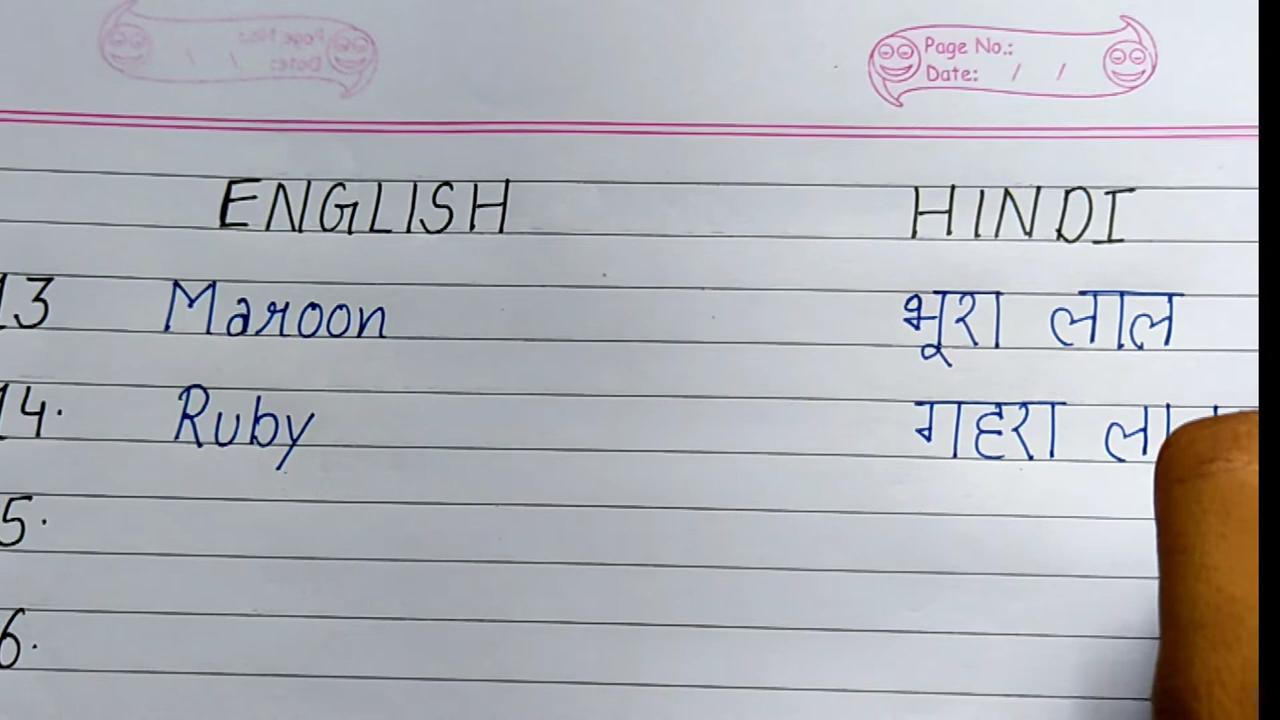 Page No.:
Date: / /
ENGLISH HINDI
13 Maroon भूरा लाल
14. Ruby गहरा
5.
6.